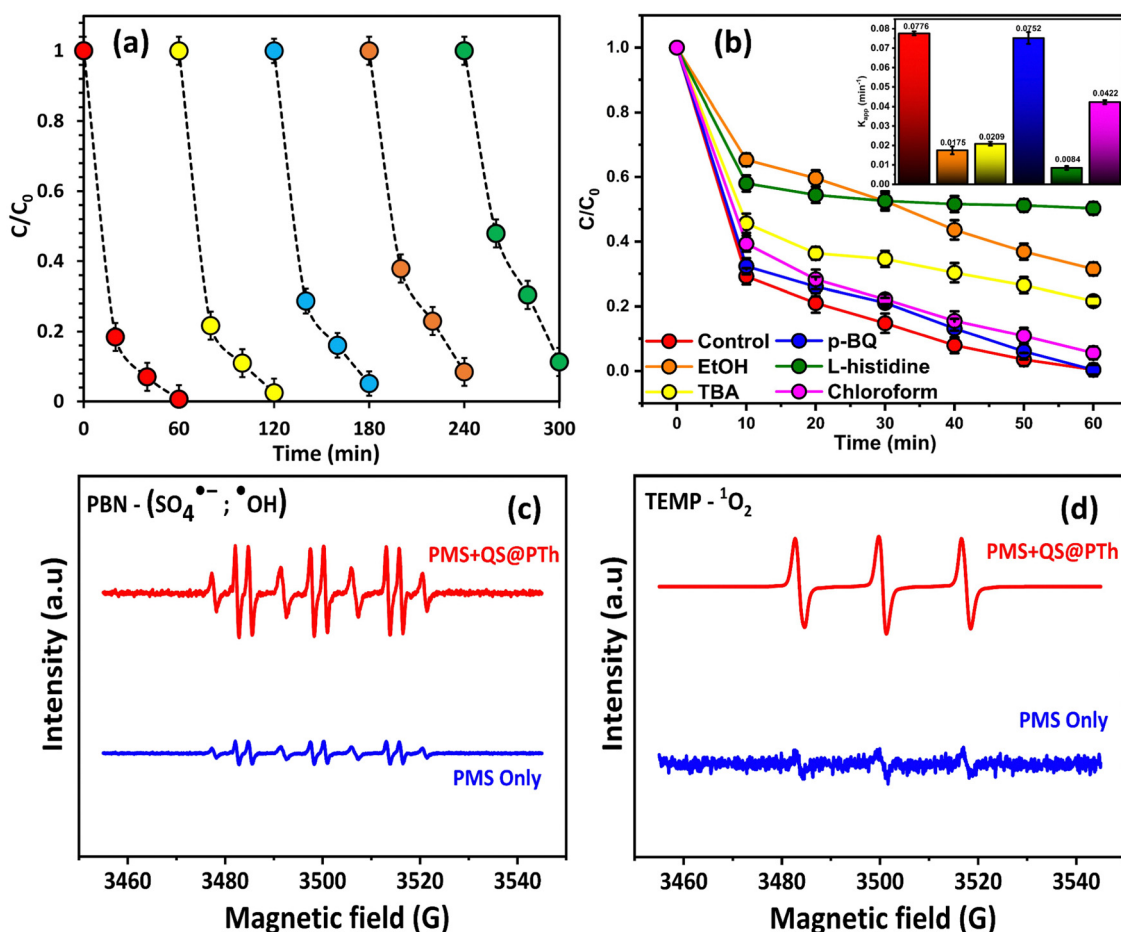 (a)
C/C0
1
0.8
0.6
0.4
0.2
0
0 60 120 180 240 300
Time (min)
(b)
C/C0
1.0
0.8
0.6
0.4
0.2
0.0
0 10 20 30 40 50 60
Time (min)
Control
EtOH
TBA
p-BQ
L-histidine
Chloroform
Kapp (min-1)
0.10
0.09
0.08
0.07
0.06
0.05
0.04
0.03
0.02
0.01
0.00
0.0776
0.0175
0.0209
0.0752
0.0084
0.0422
PBN - (SO4•− ; •OH)
(c)
PMS+QS@PTh
PMS Only
Intensity (a.u)
3460 3480 3500 3520 3540
Magnetic field (G)
TEMP - 1O2
(d)
PMS+QS@PTh
PMS Only
Intensity (a.u)
3460 3480 3500 3520 3540
Magnetic field (G)